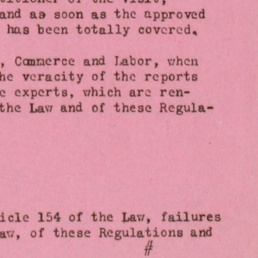 the visit,
and as soon as the approved
has been totally covered.
, Commerce and Labor, when
he veracity of the reports
e experts, which are ren-
the Law and of these Regula-
icle 154 of the Law, failures
aw, of these Regulations and
#